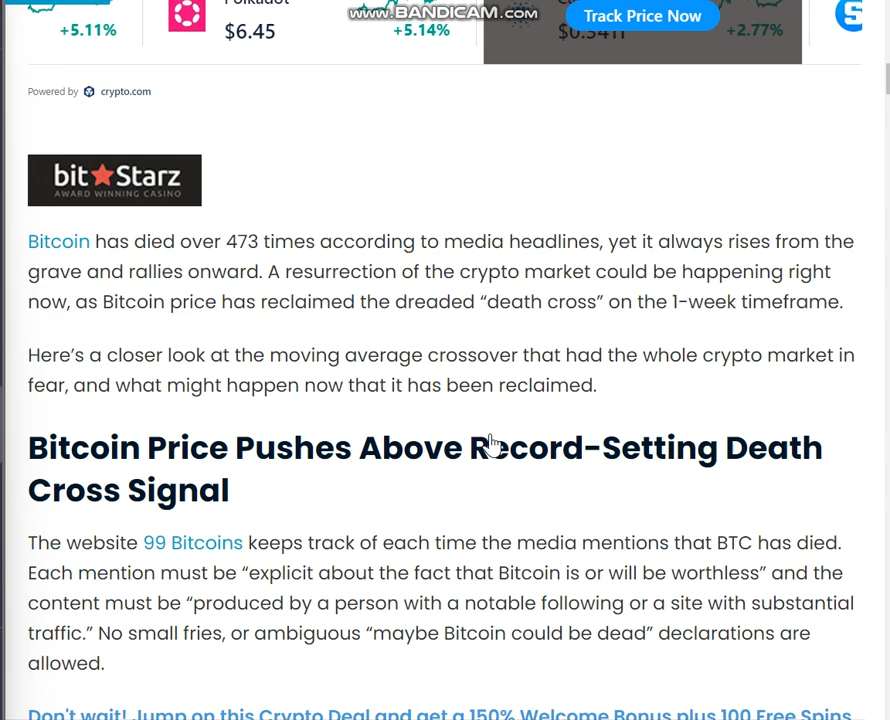 www.BANDICAM.com
Track Price Now
+5.11%
$6.45
+5.14%
+2.77%
Powered by crypto.com
bit Starz
AWARD WINNING CASINO
Bitcoin has died over 473 times according to media headlines, yet it always rises from the
grave and rallies onward. A resurrection of the crypto market could be happening right
now, as Bitcoin price has reclaimed the dreaded “death cross” on the 1-week timeframe.
Here’s a closer look at the moving average crossover that had the whole crypto market in
fear, and what might happen now that it has been reclaimed.
Bitcoin Price Pushes Above Record-Setting Death
Cross Signal
The website 99 Bitcoins keeps track of each time the media mentions that BTC has died.
Each mention must be “explicit about the fact that Bitcoin is or will be worthless” and the
content must be “produced by a person with a notable following or a site with substantial
traffic.” No small fries, or ambiguous “maybe Bitcoin could be dead” declarations are
allowed.
Don't wait! Jump on this Crypto Deal and get a 150% Welcome Bonus plus 100 Free Spins